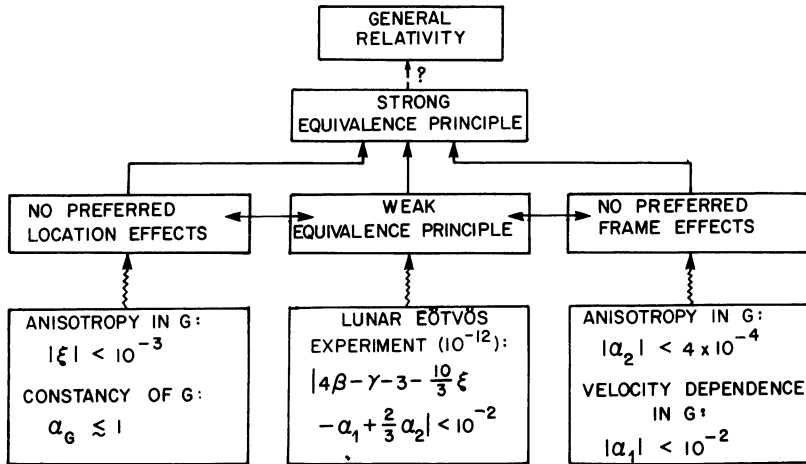 GENERAL
RELATIVITY
?
STRONG
EQUIVALENCE PRINCIPLE
NO PREFERRED
LOCATION EFFECTS
WEAK
EQUIVALENCE PRINCIPLE
NO PREFERRED
FRAME EFFECTS
ANISOTROPY IN G:
|ξ| < 10⁻³
CONSTANCY OF G:
α_G ≲ 1
LUNAR EÖTVÖS
EXPERIMENT (10⁻¹²):
|4β-γ-3-10/3 ξ
-α₁+2/3 α₂|<10⁻²
ANISOTROPY IN G:
|α₂| < 4 x 10⁻⁴
VELOCITY DEPENDENCE
IN G:
|α₁| < 10⁻²